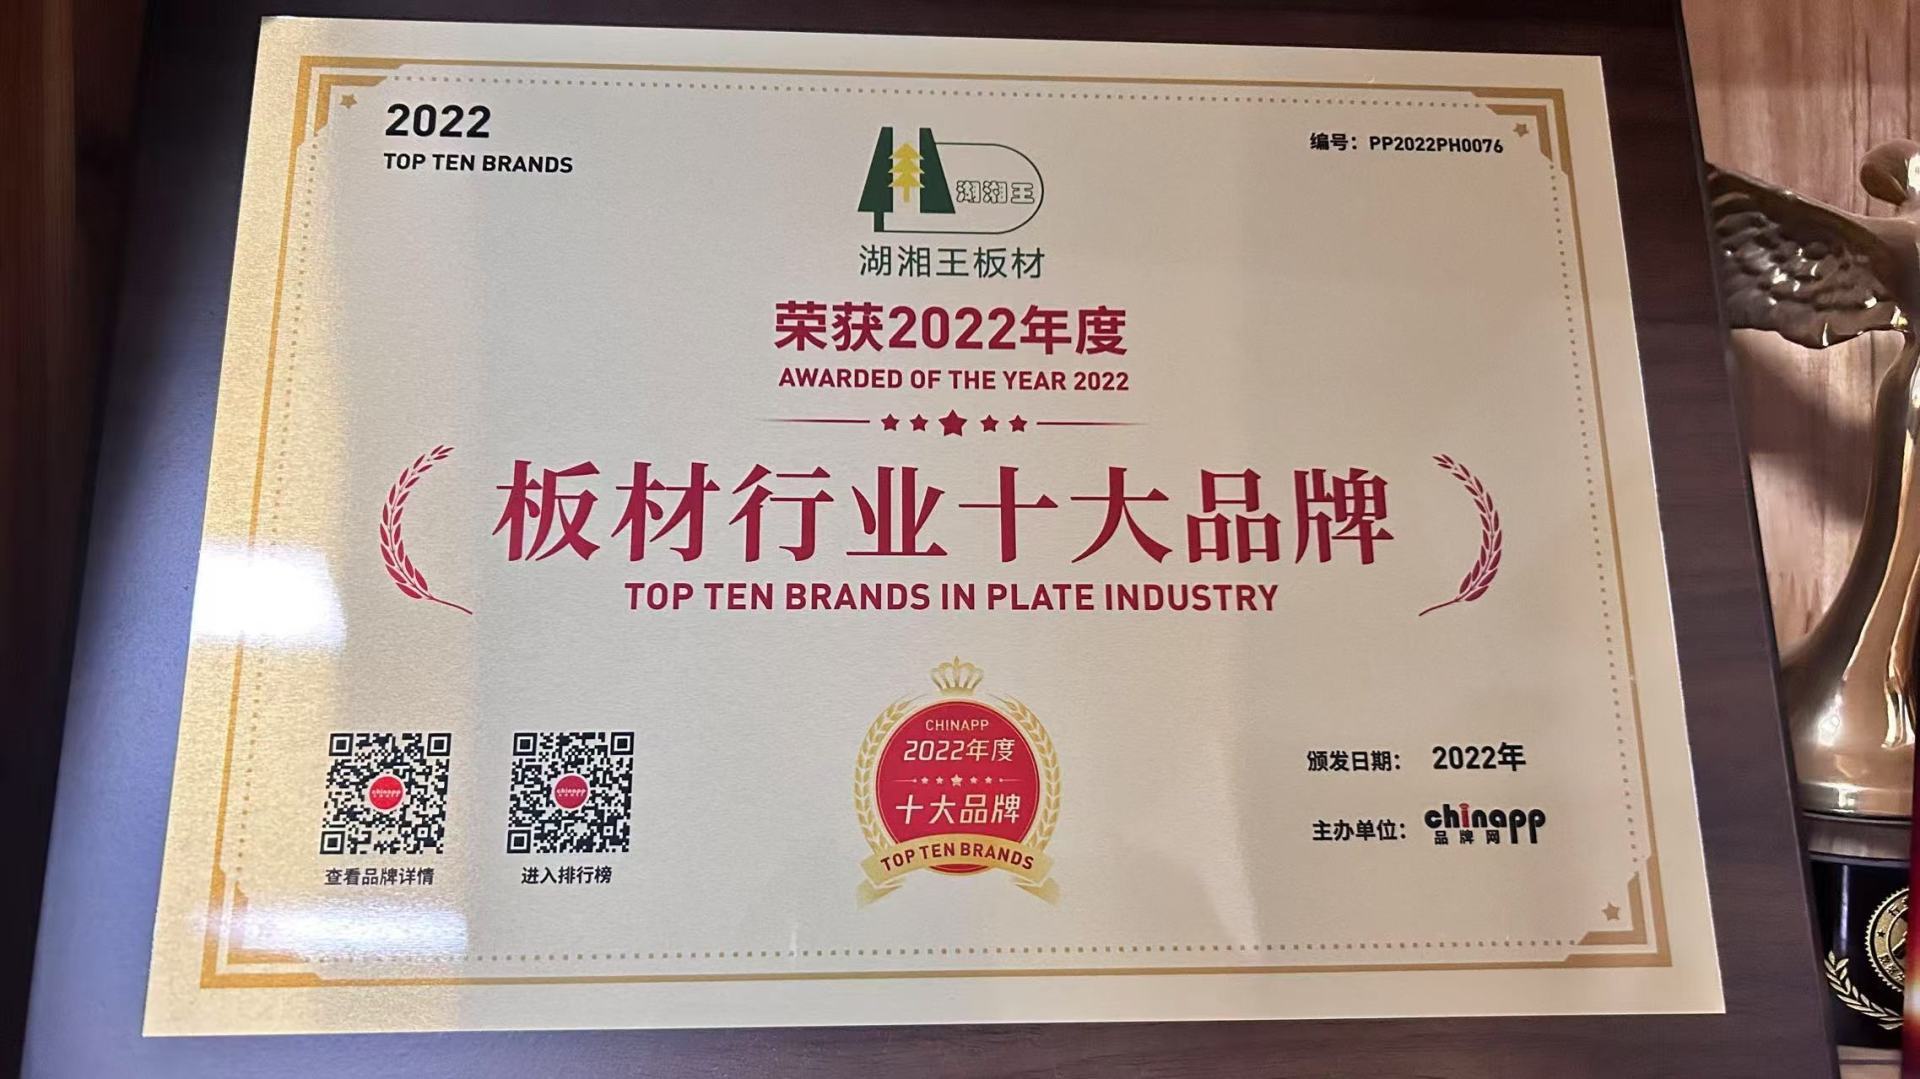 2022
TOP TEN BRANDS
编号：PP2022PH0076
湖湘王
湖湘王板材
荣获2022年度
AWARDED OF THE YEAR 2022
板材行业十大品牌
TOP TEN BRANDS IN PLATE INDUSTRY
CHINAPP
2022年度
十大品牌
TOP TEN BRANDS
chinapp
查看品牌详情
chinapp
进入排行榜
颁发日期： 2022年
主办单位： chinapp
品牌网